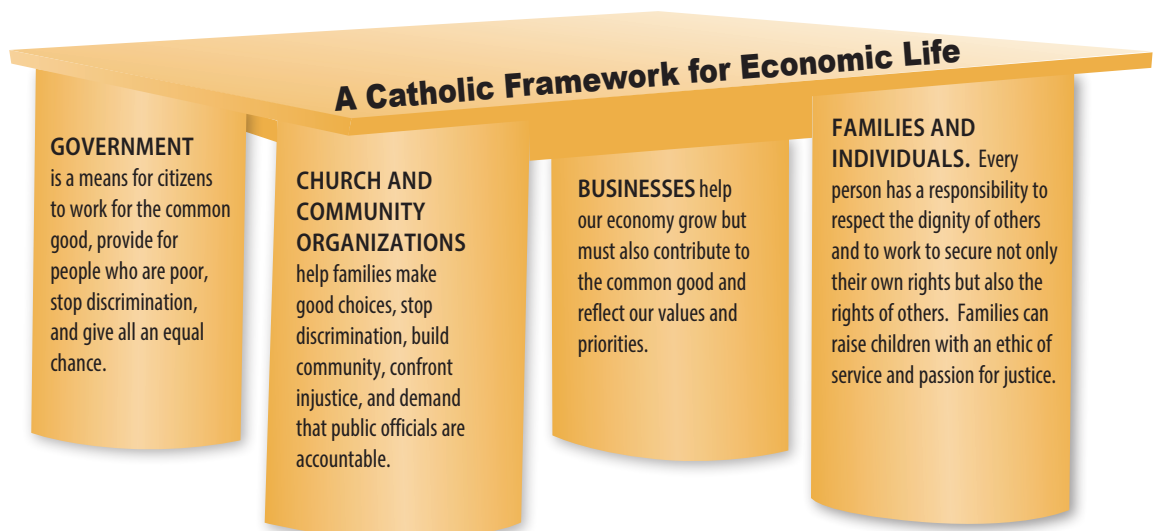 A Catholic Framework for Economic Life
GOVERNMENT
is a means for citizens
to work for the common
good, provide for
people who are poor,
stop discrimination,
and give all an equal
chance.
CHURCH AND
COMMUNITY
ORGANIZATIONS
help families make
good choices, stop
discrimination, build
community, confront
injustice, and demand
that public officials are
accountable.
BUSINESSES help
our economy grow but
must also contribute to
the common good and
reflect our values and
priorities.
FAMILIES AND
INDIVIDUALS. Every
person has a responsibility to
respect the dignity of others
and to work to secure not only
their own rights but also the
rights of others. Families can
raise children with an ethic of
service and passion for justice.